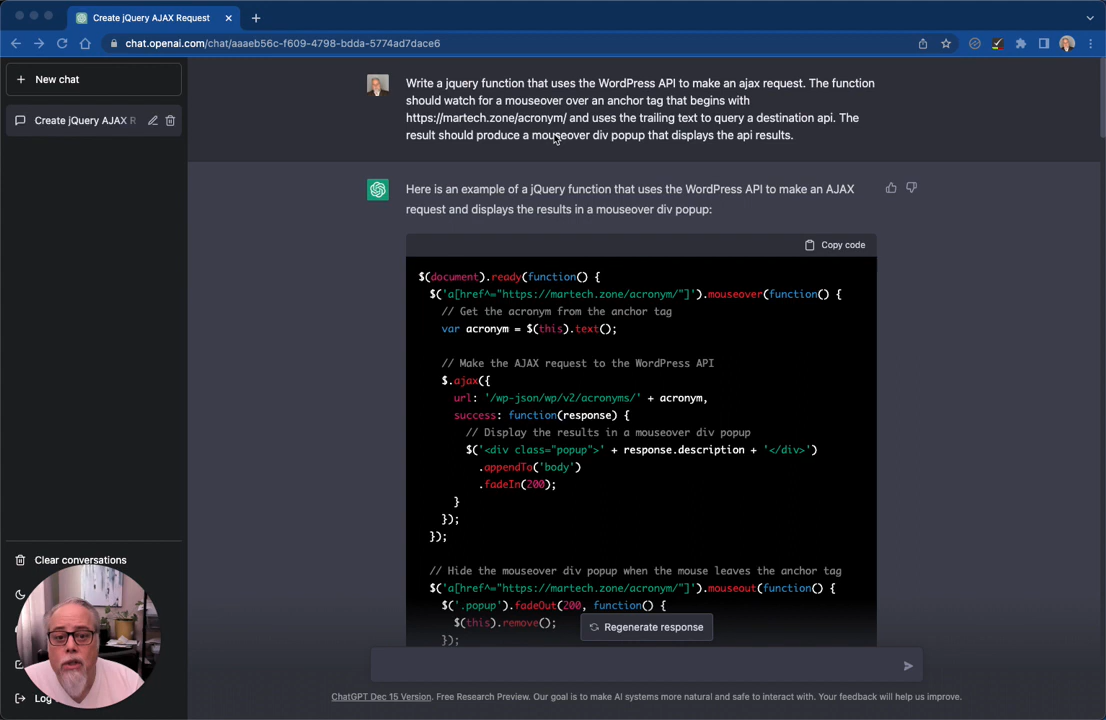 Create jQuery AJAX Request
chat.openai.com/chat/aaaeb56c-f609-4798-bdda-5774ad7dace6
New chat
Create jQuery AJAX R
Write a jquery function that uses the WordPress API to make an ajax request. The function
should watch for a mouseover over an anchor tag that begins with
https://martech.zone/acronym/ and uses the trailing text to query a destination api. The
result should produce a mouseover div popup that displays the api results.
Here is an example of a jQuery function that uses the WordPress API to make an AJAX
request and displays the results in a mouseover div popup:
Copy code
$(document).ready(function() {
$('a[href^="https://martech.zone/acronym/"]').mouseover(function() {
// Get the acronym from the anchor tag
var acronym = $(this).text();
// Make the AJAX request to the WordPress API
$.ajax({
url: '/wp-json/wp/v2/acronyms/' + acronym,
success: function(response) {
// Display the results in a mouseover div popup
$('<div class="popup">' + response.description + '</div>')
.appendTo('body')
.fadeIn(200);
}
});
});
// Hide the mouseover div popup when the mouse leaves the anchor tag
$('a[href^="https://martech.zone/acronym/"]').mouseout(function() {
$('.popup').fadeOut(200, function() {
$(this).remove();
});
Regenerate response
Clear conversations
Log
ChatGPT Dec 15 Version. Free Research Preview. Our goal is to make AI systems more natural and safe to interact with. Your feedback will help us improve.